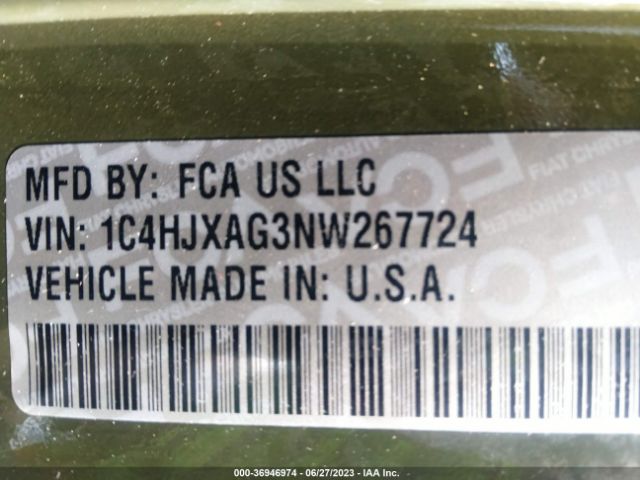 MFD BY: FCA US LLC
VIN: 1C4HJXAG3NW267724
VEHICLE MADE IN: U.S.A.
000-36946974 - 06/27/2023 - IAA Inc.